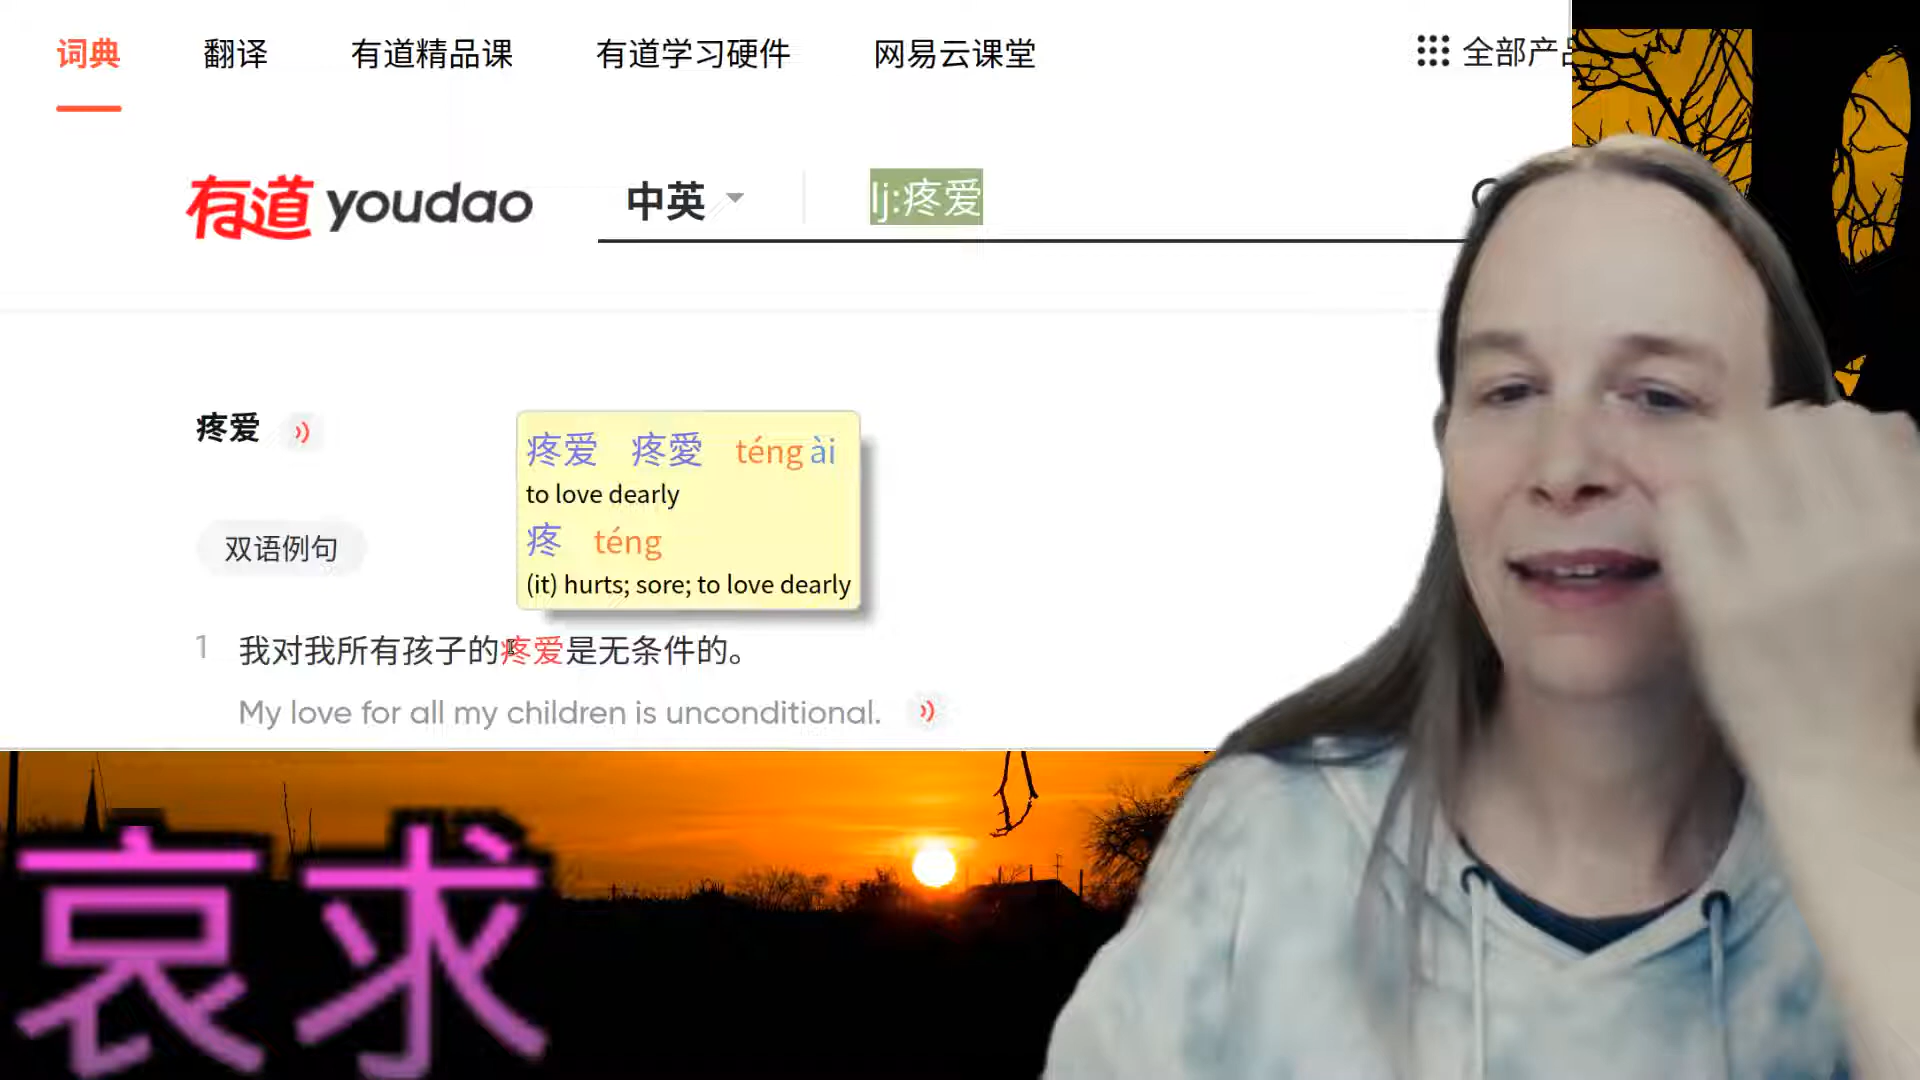 词典 翻译 有道精品课 有道学习硬件 网易云课堂 全部产品
有道 youdao 中英 lj:疼爱
疼爱
疼爱 疼愛 téng ài
to love dearly
疼 téng
(it) hurts; sore; to love dearly
双语例句
1 我对我所有孩子的疼爱是无条件的。
My love for all my children is unconditional.
哀求